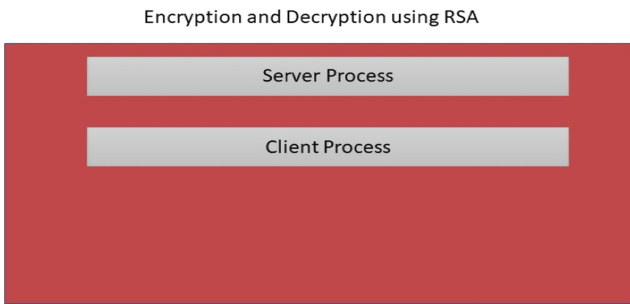 Encryption and Decryption using RSA
Server Process
Client Process